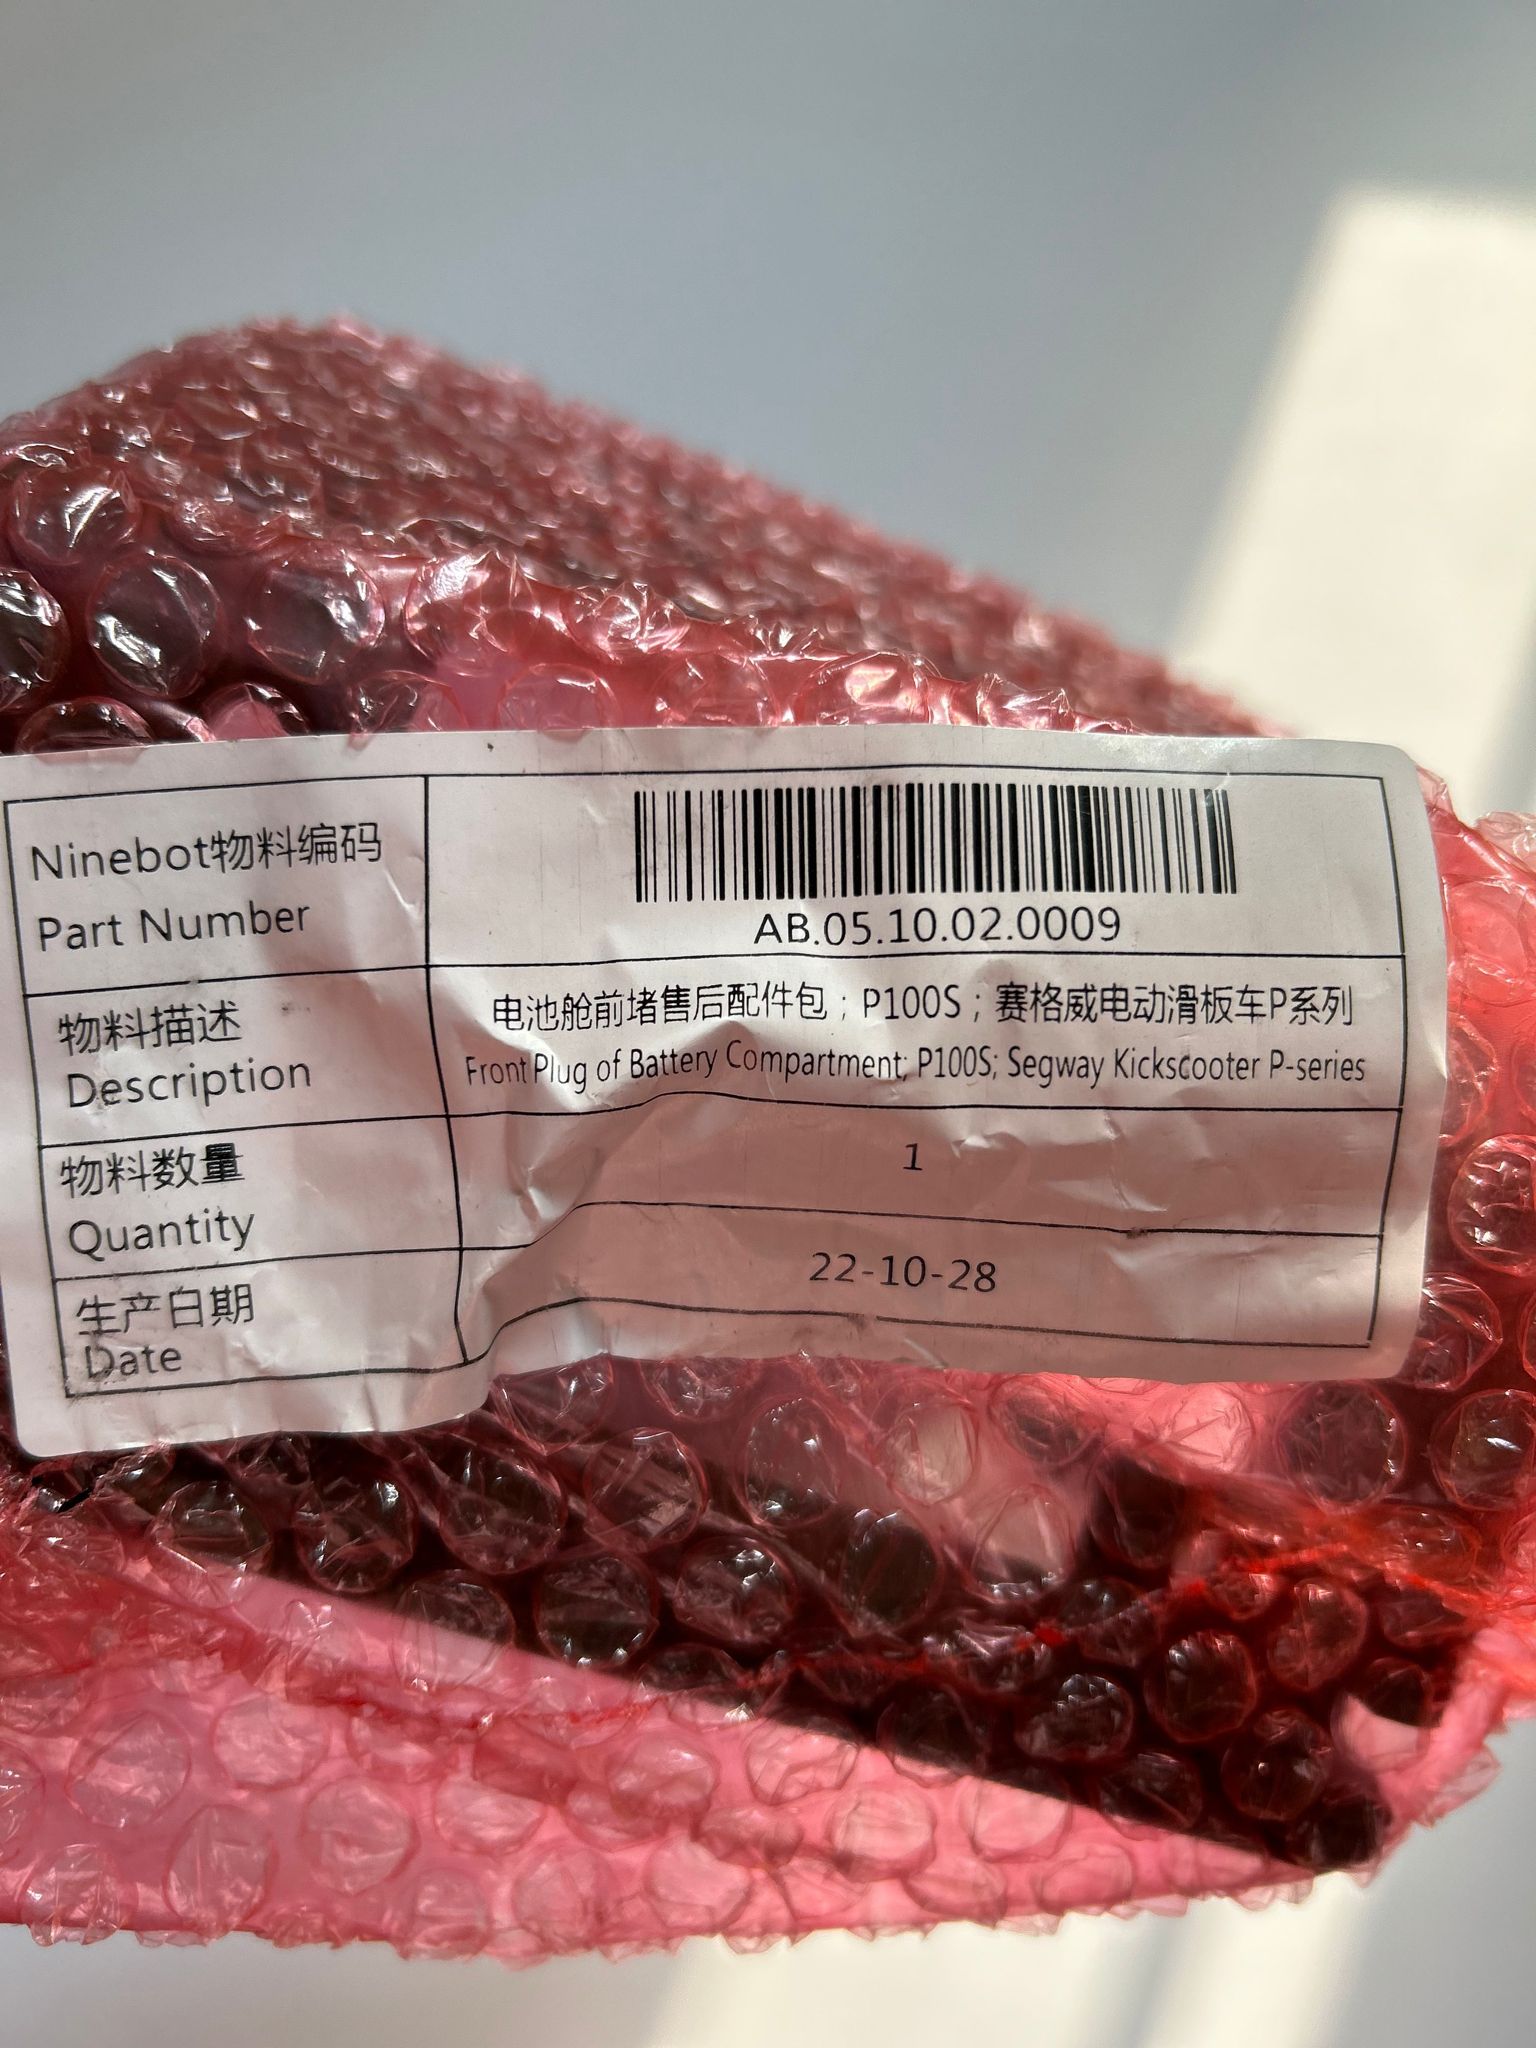 Ninebot物料编码
Part Number
AB.05.10.02.0009
物料描述
Description
电池舱前堵售后配件包；P100S；赛格威电动滑板车P系列
Front Plug of Battery Compartment; P100S; Segway Kickscooter P-series
物料数量
Quantity
1
生产日期
Date
22-10-28